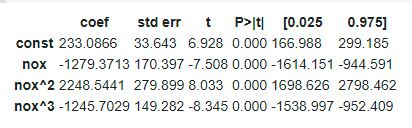 coef std err t P>|t| [0.025 0.975]
const 233.0866 33.643 6.928 0.000 166.988 299.185
nox -1279.3713 170.397 -7.508 0.000 -1614.151 -944.591
nox^2 2248.5441 279.899 8.033 0.000 1698.626 2798.462
nox^3 -1245.7029 149.282 -8.345 0.000 -1538.997 -952.409